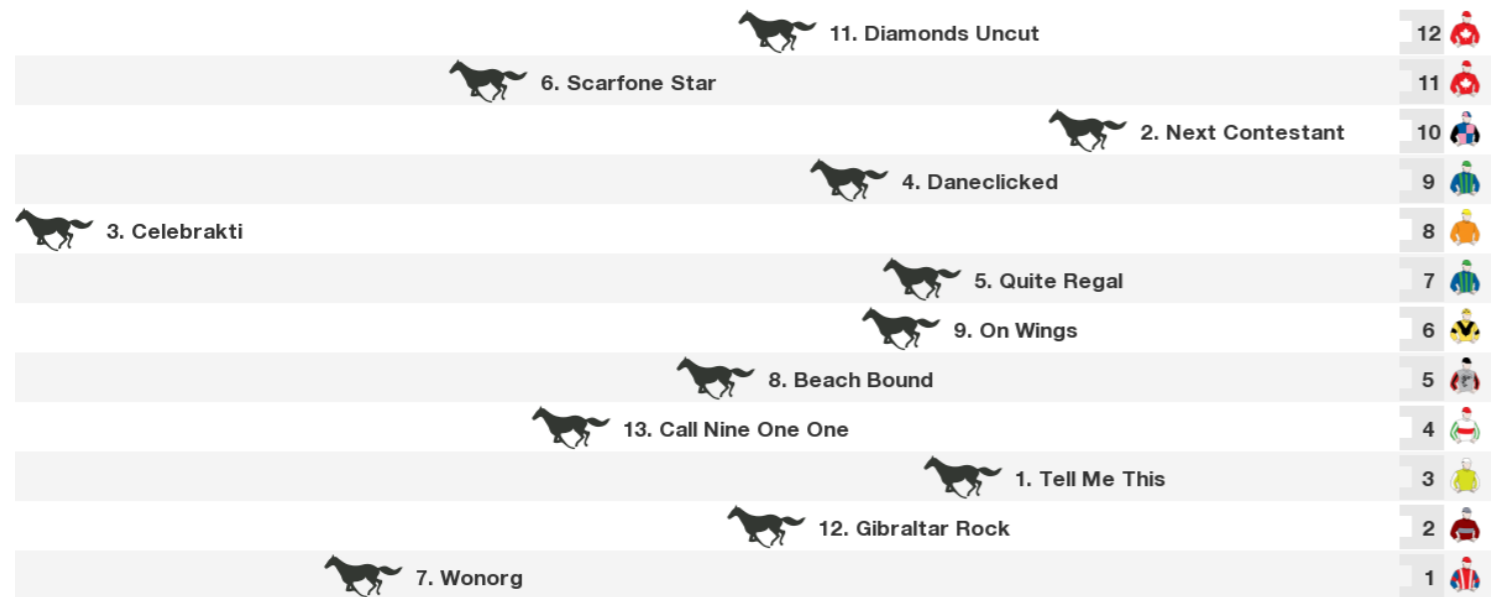 11. Diamonds Uncut 12
6. Scarfone Star 11
2. Next Contestant 10
4. Daneclicked 9
3. Celebrakti 8
5. Quite Regal 7
9. On Wings 6
8. Beach Bound 5
13. Call Nine One One 4
1. Tell Me This 3
12. Gibraltar Rock 2
7. Wonorg 1